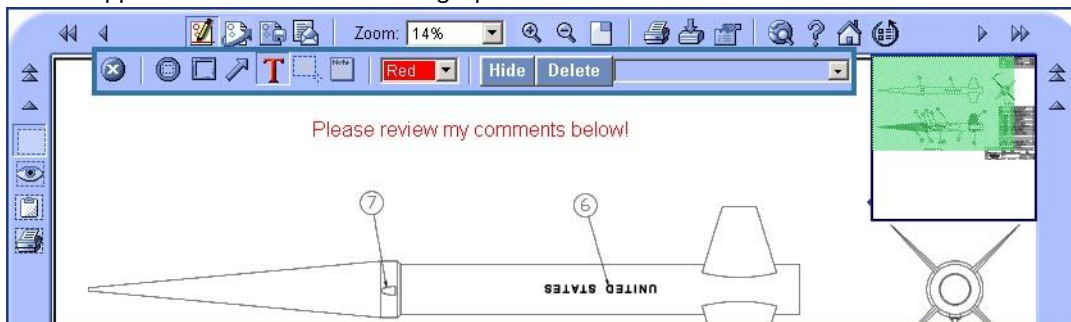 Zoom: 14%
?
T
Note
Red
Hide
Delete
Please review my comments below!
7
6
UNITED STATES